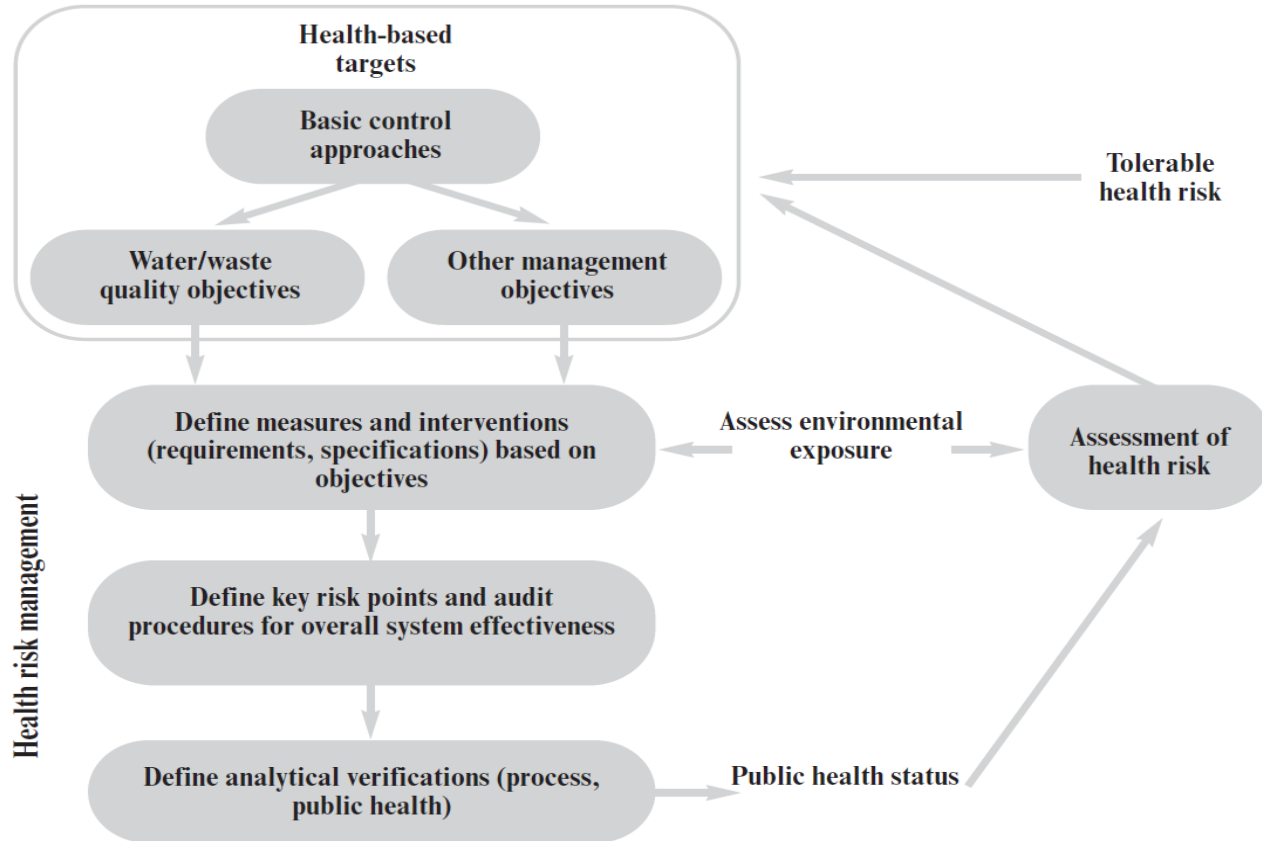 Health-based
targets
Basic control
approaches
Tolerable
health risk
Water/waste
quality objectives
Other management
objectives
Define measures and interventions
(requirements, specifications) based on
objectives
Assess environmental
exposure
Assessment of
health risk
Health risk management
Define key risk points and audit
procedures for overall system effectiveness
Define analytical verifications (process,
public health)
Public health status